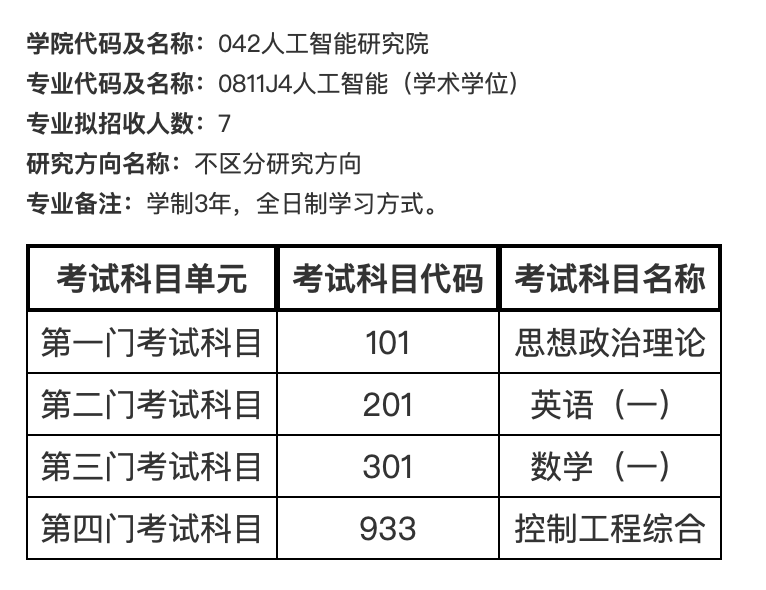 学院代码及名称：042人工智能研究院
专业代码及名称：0811J4人工智能（学术学位）
专业拟招收人数：7
研究方向名称：不区分研究方向
专业备注：学制3年，全日制学习方式。
考试科目单元 考试科目代码 考试科目名称
第一门考试科目 101 思想政治理论
第二门考试科目 201 英语（一）
第三门考试科目 301 数学（一）
第四门考试科目 933 控制工程综合